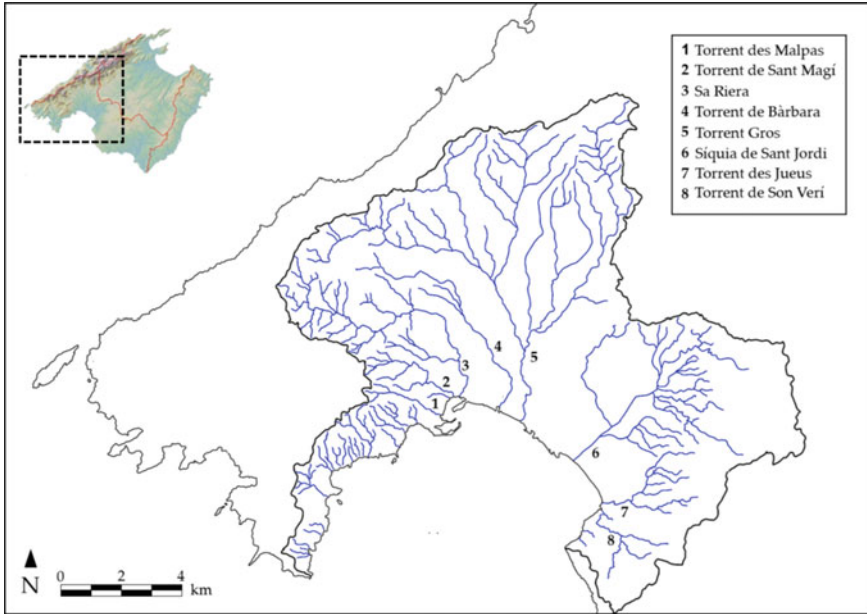 1 Torrent des Malpas
2 Torrent de Sant Magí
3 Sa Riera
4 Torrent de Bàrbara
5 Torrent Gros
6 Síquia de Sant Jordi
7 Torrent des Jueus
8 Torrent de Son Verí
4
5
3
2
1
6
7
8
N
0 2 4
km